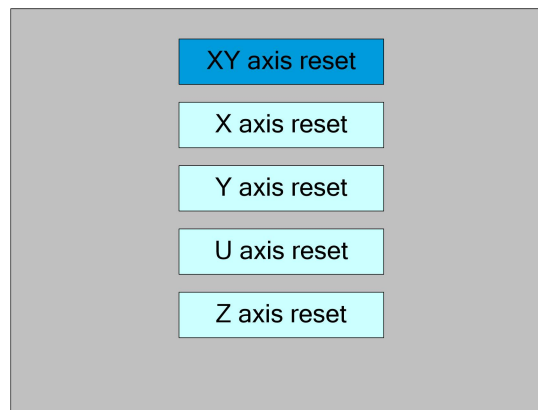 XY axis reset
X axis reset
Y axis reset
U axis reset
Z axis reset